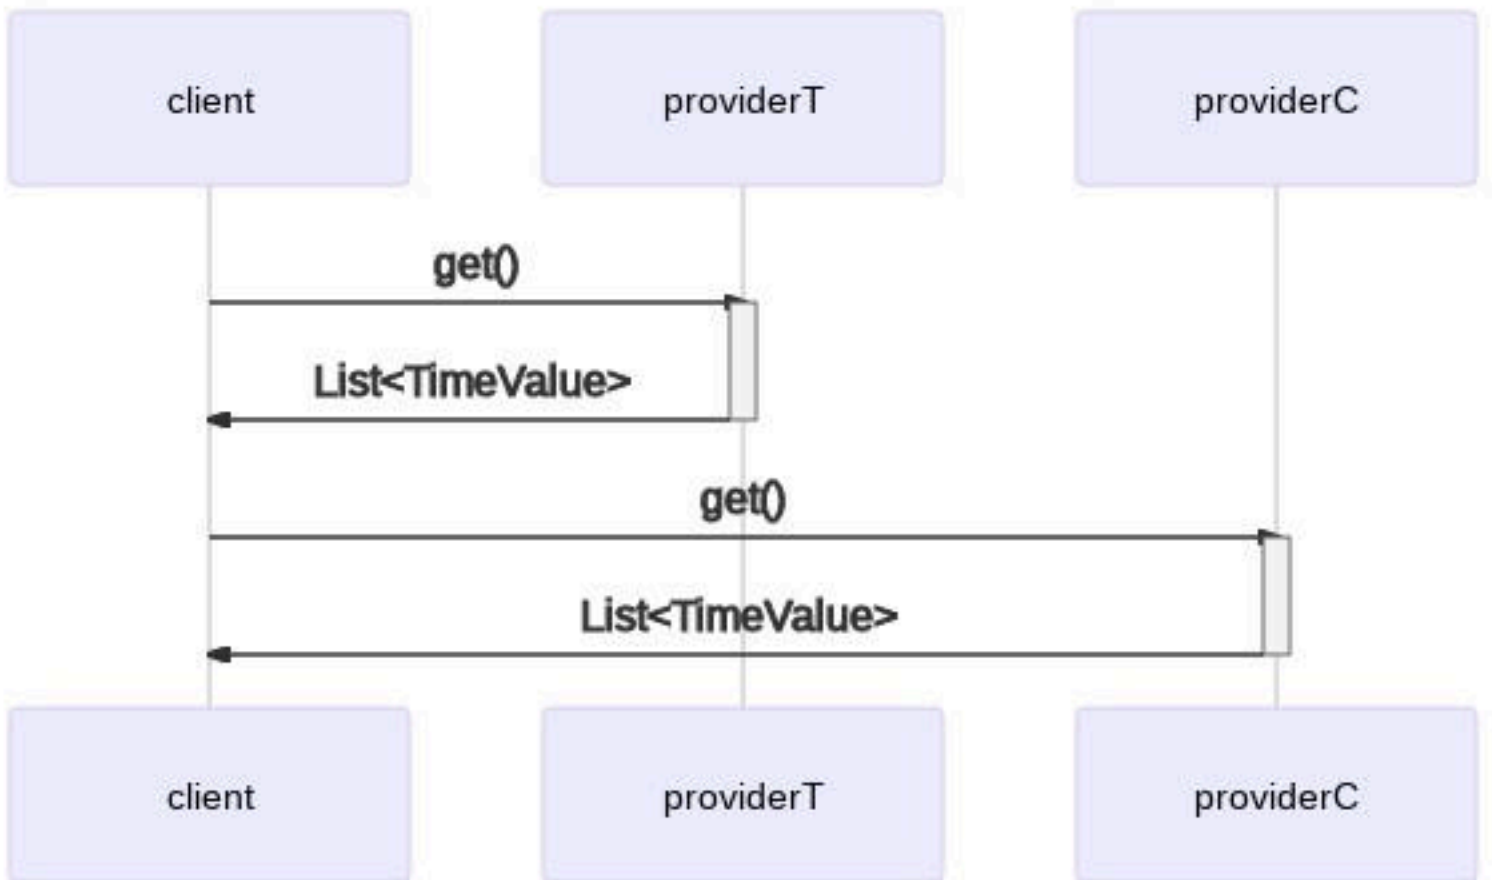 client
providerT
providerC
get()
List<TimeValue>
get()
List<TimeValue>
client
providerT
providerC